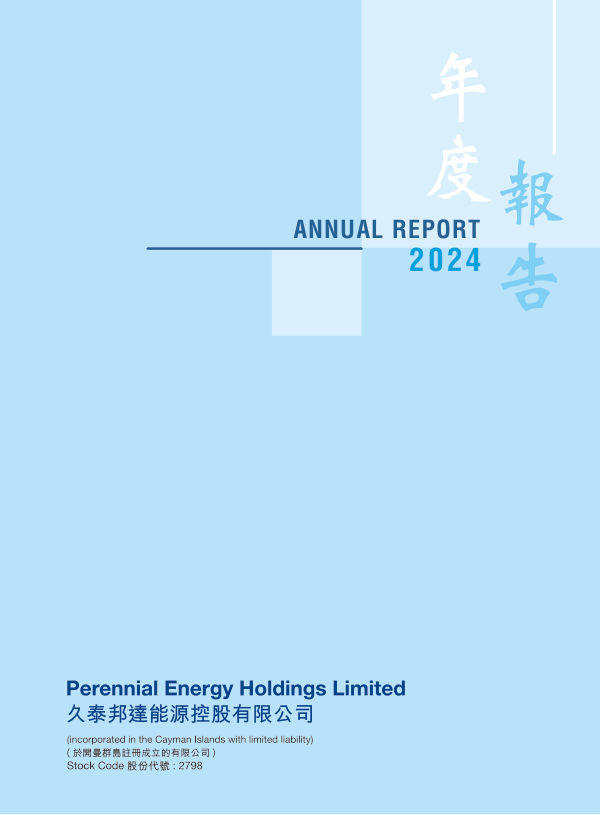 年度
報告
ANNUAL REPORT
2024
Perennial Energy Holdings Limited
久泰邦達能源控股有限公司
(incorporated in the Cayman Islands with limited liability)
(於開曼群島註冊成立的有限公司)
Stock Code 股份代號 : 2798